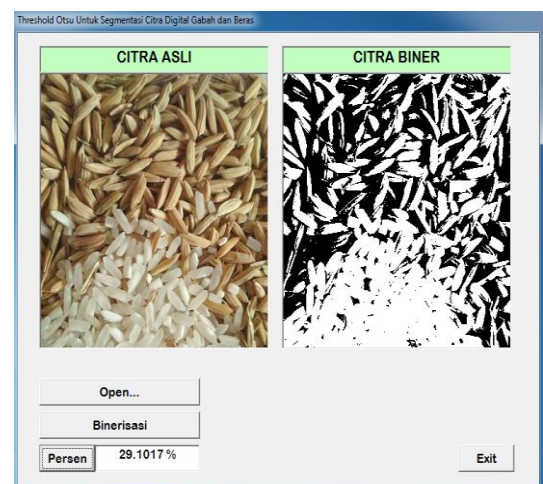 Threshold Otsu Untuk Segmentasi Citra Digital Gabah dan Beras
CITRA ASLI
CITRA BINER
Open...
Binerisasi
Persen
29.1017 %
Exit